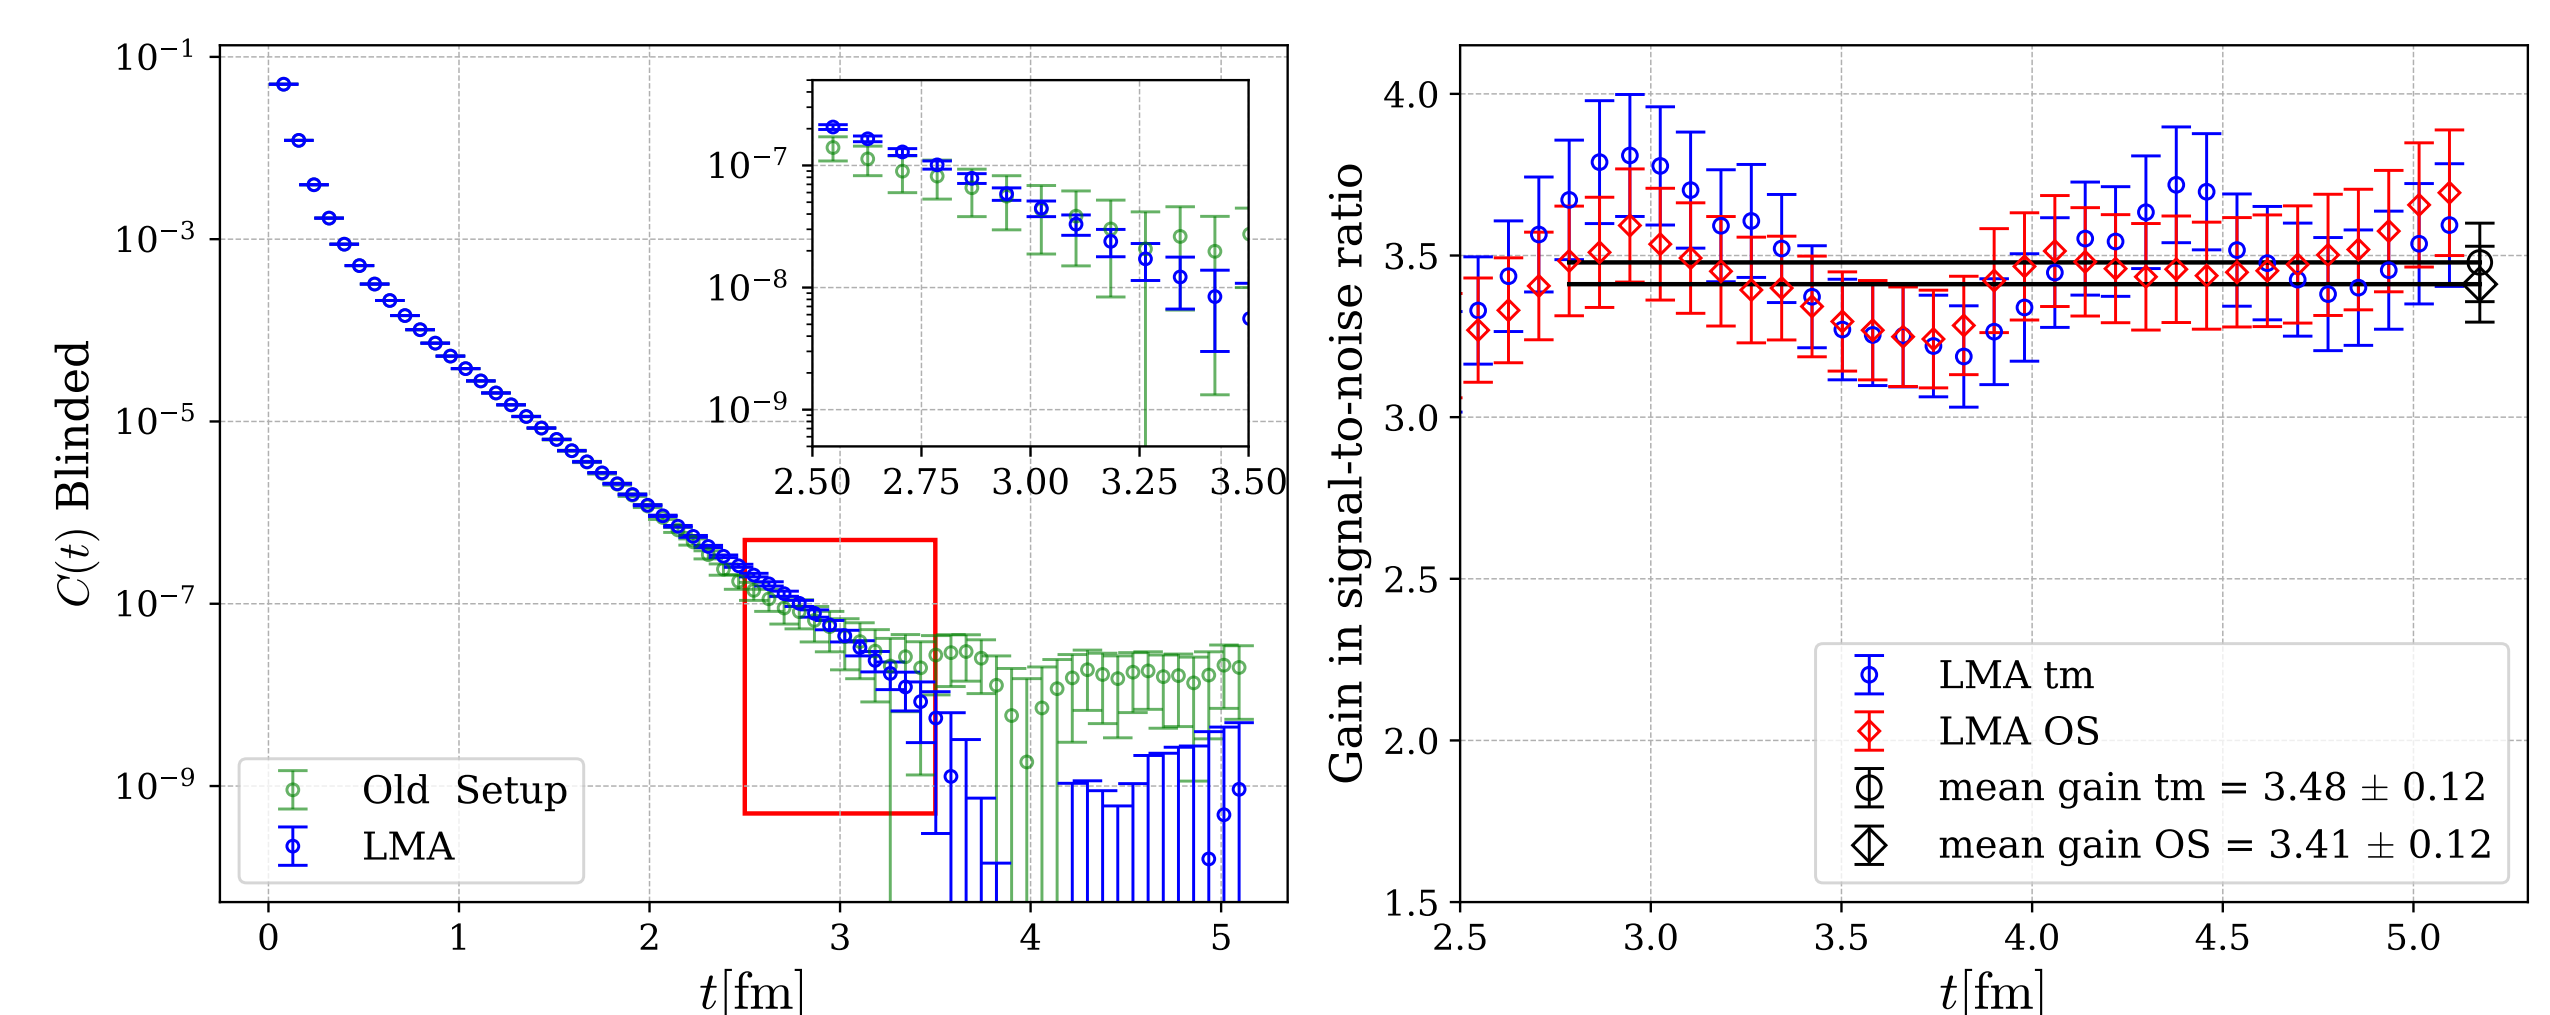 10⁻¹
10⁻³
10⁻⁵
10⁻⁷
10⁻⁹
C(t) Blinded
0 1 2 3 4 5
t[fm]
10⁻⁷
10⁻⁸
10⁻⁹
2.50 2.75 3.00 3.25 3.50
Old Setup
LMA
4.0
3.5
3.0
2.5
2.0
1.5
Gain in signal-to-noise ratio
2.5 3.0 3.5 4.0 4.5 5.0
t[fm]
LMA tm
LMA OS
mean gain tm = 3.48 ± 0.12
mean gain OS = 3.41 ± 0.12